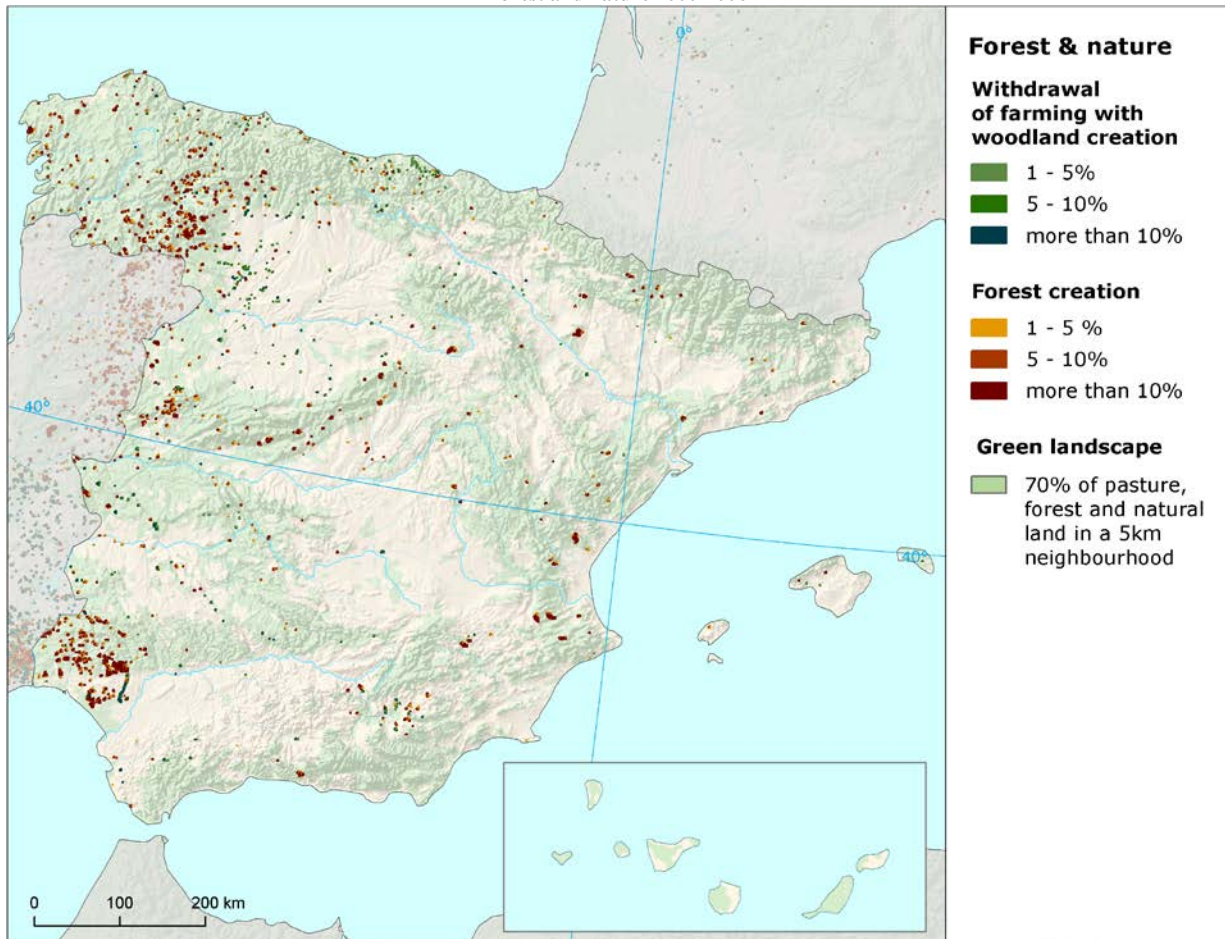 0°
40°
40°
0 100 200 km
Forest & nature
Withdrawal
of farming with
woodland creation
1 - 5%
5 - 10%
more than 10%
Forest creation
1 - 5 %
5 - 10%
more than 10%
Green landscape
70% of pasture,
forest and natural
land in a 5km
neighbourhood